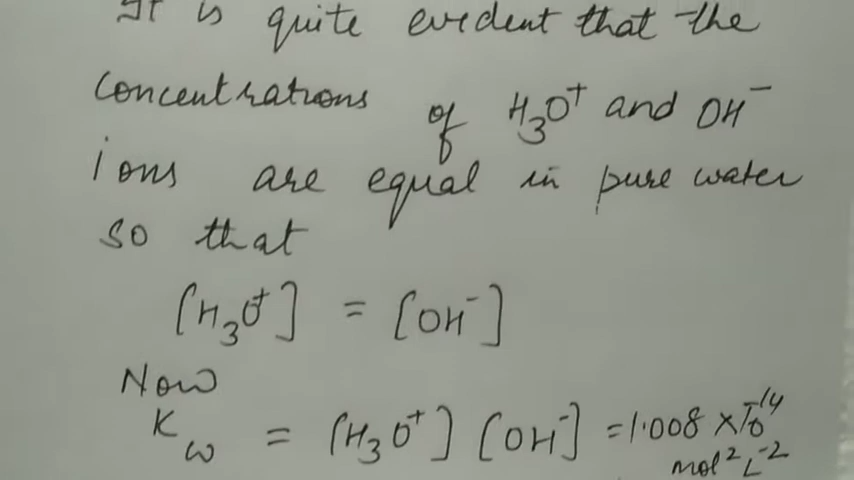 It is quite evident that the
concentrations of H₃O⁺ and OH⁻
ions are equal in pure water
so that
[H₃O⁺] = [OH⁻]
Now
K_w = [H₃O⁺] [OH⁻] = 1.008 × 10⁻¹⁴
mol² L⁻²